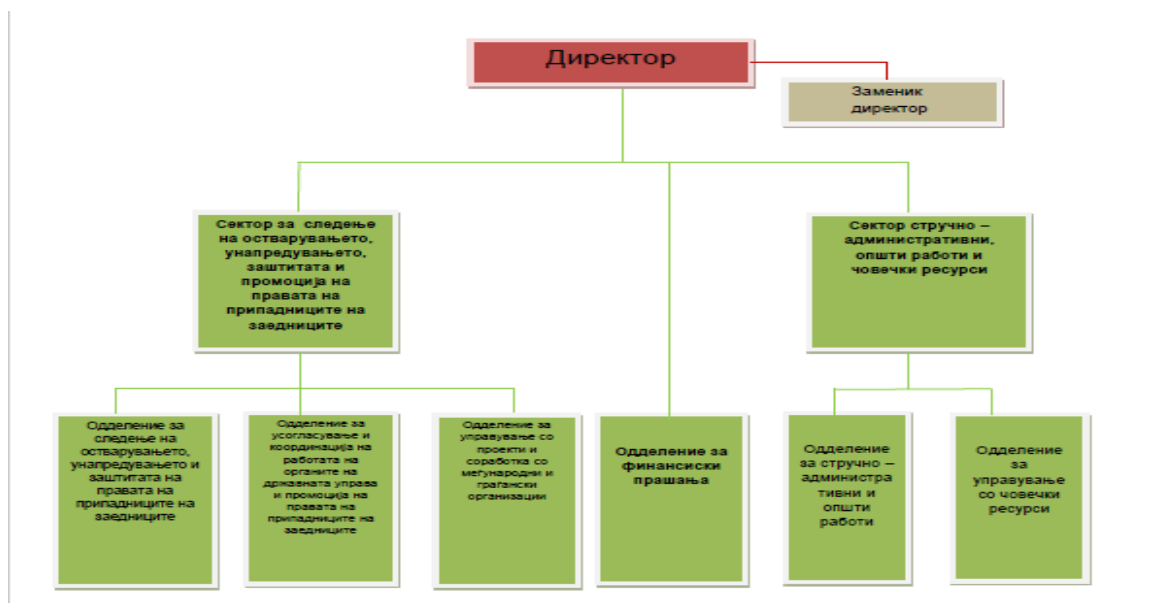 Директор
Заменик
директор
Сектор за следење
на остварувањето,
унапредувањето,
заштитата и
промоција на
правата на
припадниците на
заедниците
Сектор стручно –
административни,
општи работи и
човечки ресурси
Одделение за
следење на
остварувањето,
унапредувањето и
заштитата на
правата на
припадниците на
заедниците
Одделение за
усогласување и
координација на
работата на
органите на
државната управа
и промоција на
правата на
припадниците на
заедниците
Одделение за
управување со
проекти и
соработка со
меѓународни и
граѓански
организации
Одделение за
финансиски
прашања
Одделение
за стручно –
администра
тивни и
општи
работи
Одделение
за
управување
со човечки
ресурси